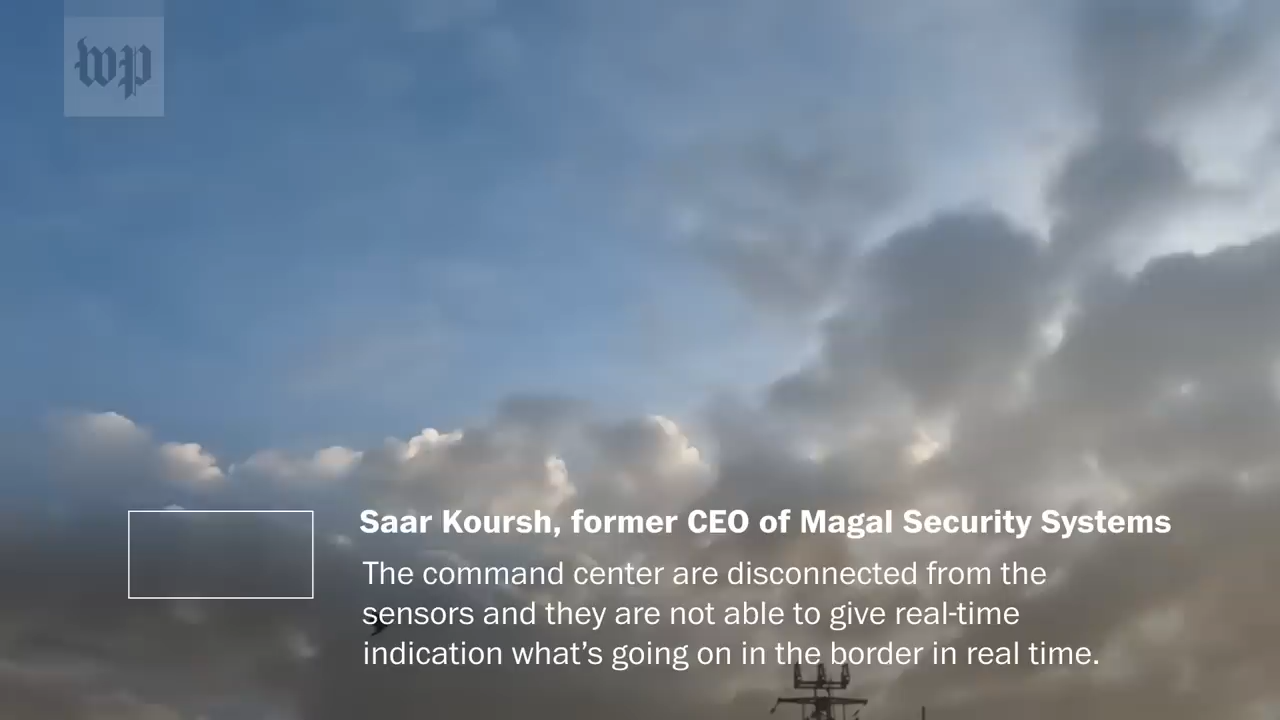 wp
Saar Koursh, former CEO of Magal Security Systems
The command center are disconnected from the
sensors and they are not able to give real-time
indication what's going on in the border in real time.